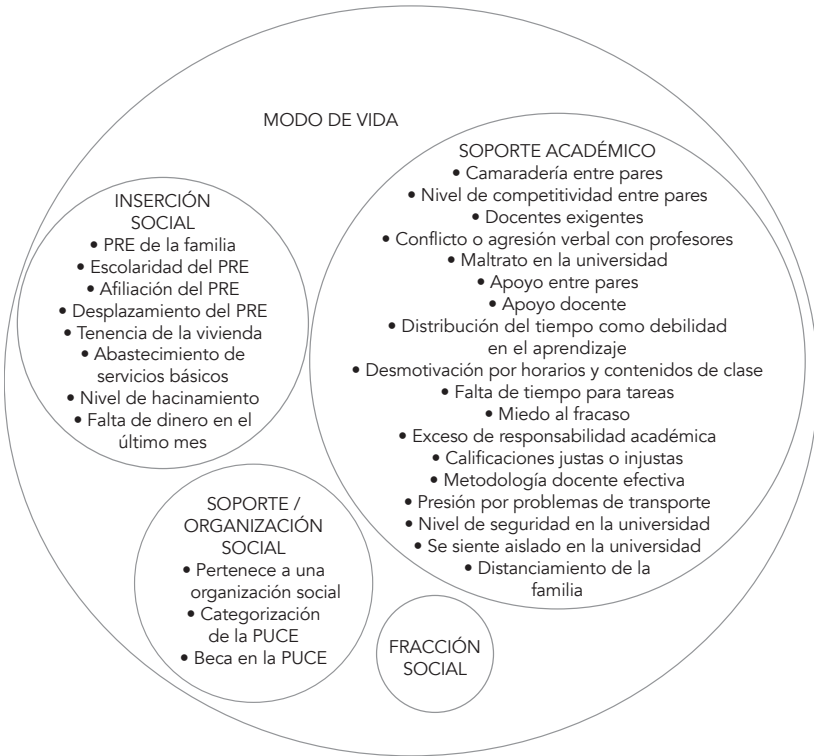 MODO DE VIDA
INSERCIÓN
SOCIAL
• PRE de la familia
• Escolaridad del PRE
• Afiliación del PRE
• Desplazamiento del PRE
• Tenencia de la vivienda
• Abastecimiento de
servicios básicos
• Nivel de hacinamiento
• Falta de dinero en el
último mes
SOPORTE ACADÉMICO
• Camaradería entre pares
• Nivel de competitividad entre pares
• Docentes exigentes
• Conflicto o agresión verbal con profesores
• Maltrato en la universidad
• Apoyo entre pares
• Apoyo docente
• Distribución del tiempo como debilidad
en el aprendizaje
• Desmotivación por horarios y contenidos de clase
• Falta de tiempo para tareas
• Miedo al fracaso
• Exceso de responsabilidad académica
• Calificaciones justas o injustas
• Metodología docente efectiva
• Presión por problemas de transporte
• Nivel de seguridad en la universidad
• Se siente aislado en la universidad
• Distanciamiento de la
familia
SOPORTE /
ORGANIZACIÓN
SOCIAL
• Pertenece a una
organización social
• Categorización
de la PUCE
• Beca en la PUCE
FRACCIÓN
SOCIAL